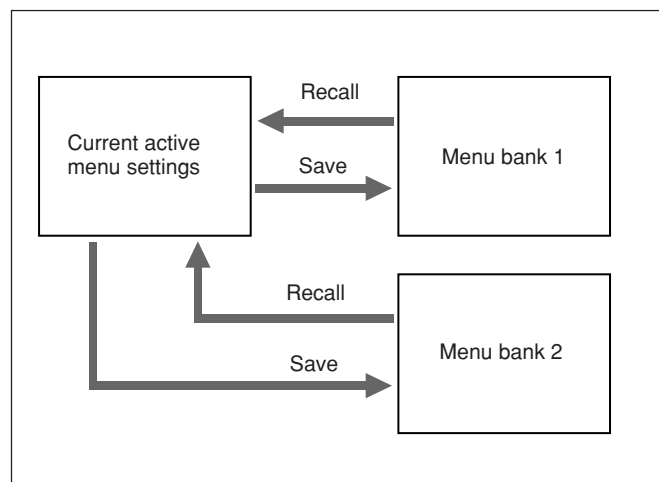 Recall
Current active
menu settings
Save
Menu bank 1
Recall
Menu bank 2
Save